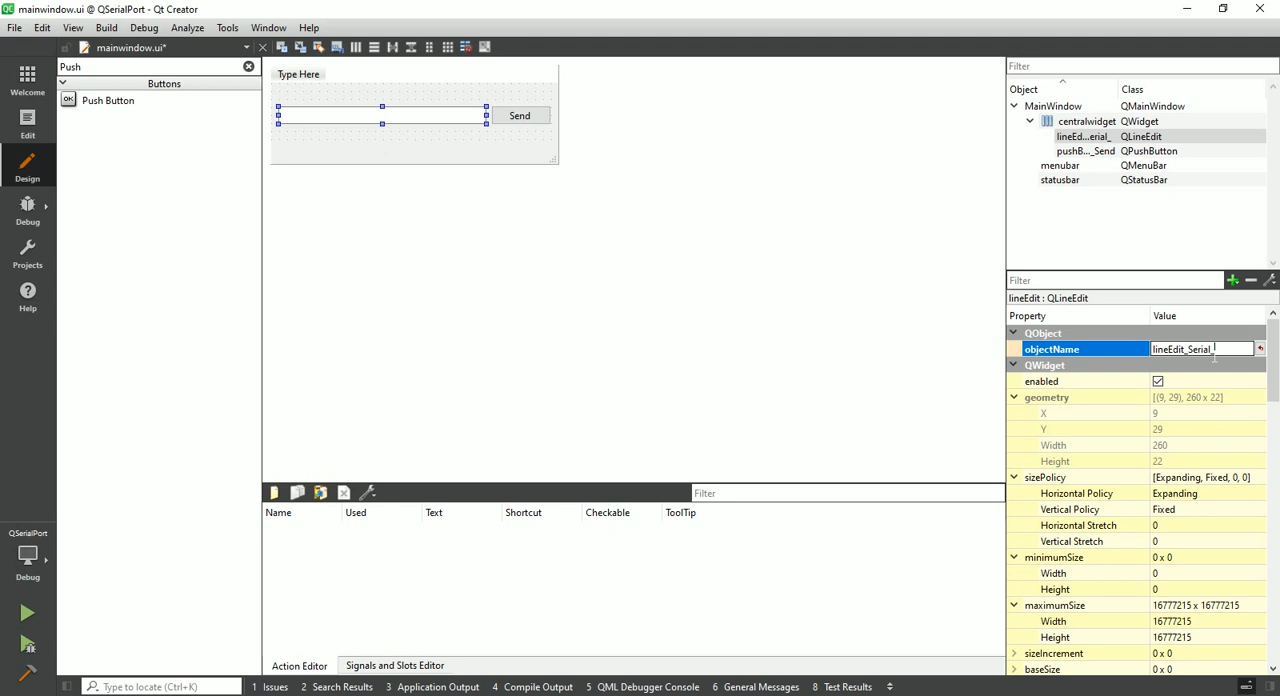 mainwindow.ui @ QSerialPort - Qt Creator
File Edit View Build Debug Analyze Tools Window Help
mainwindow.ui*
Push
Buttons
Push Button
Welcome
Edit
Design
Debug
Projects
Help
QSerialPort
Debug
Type Here
Send
Filter
Object Class
MainWindow QMainWindow
centralwidget QWidget
lineEd...erial_ QLineEdit
pushB..._Send QPushButton
menubar QMenuBar
statusbar QStatusBar
Filter
lineEdit : QLineEdit
Property Value
QObject
objectName lineEdit_Serial_
QWidget
enabled
geometry [(9, 29), 260 x 22]
X 9
Y 29
Width 260
Height 22
sizePolicy [Expanding, Fixed, 0, 0]
Horizontal Policy Expanding
Vertical Policy Fixed
Horizontal Stretch 0
Vertical Stretch 0
minimumSize 0 x 0
Width 0
Height 0
maximumSize 16777215 x 16777215
Width 16777215
Height 16777215
sizeIncrement 0 x 0
baseSize 0 x 0
Filter
Name Used Text Shortcut Checkable ToolTip
Action Editor Signals and Slots Editor
Type to locate (Ctrl+K) 1 Issues 2 Search Results 3 Application Output 4 Compile Output 5 QML Debugger Console 6 General Messages 8 Test Results